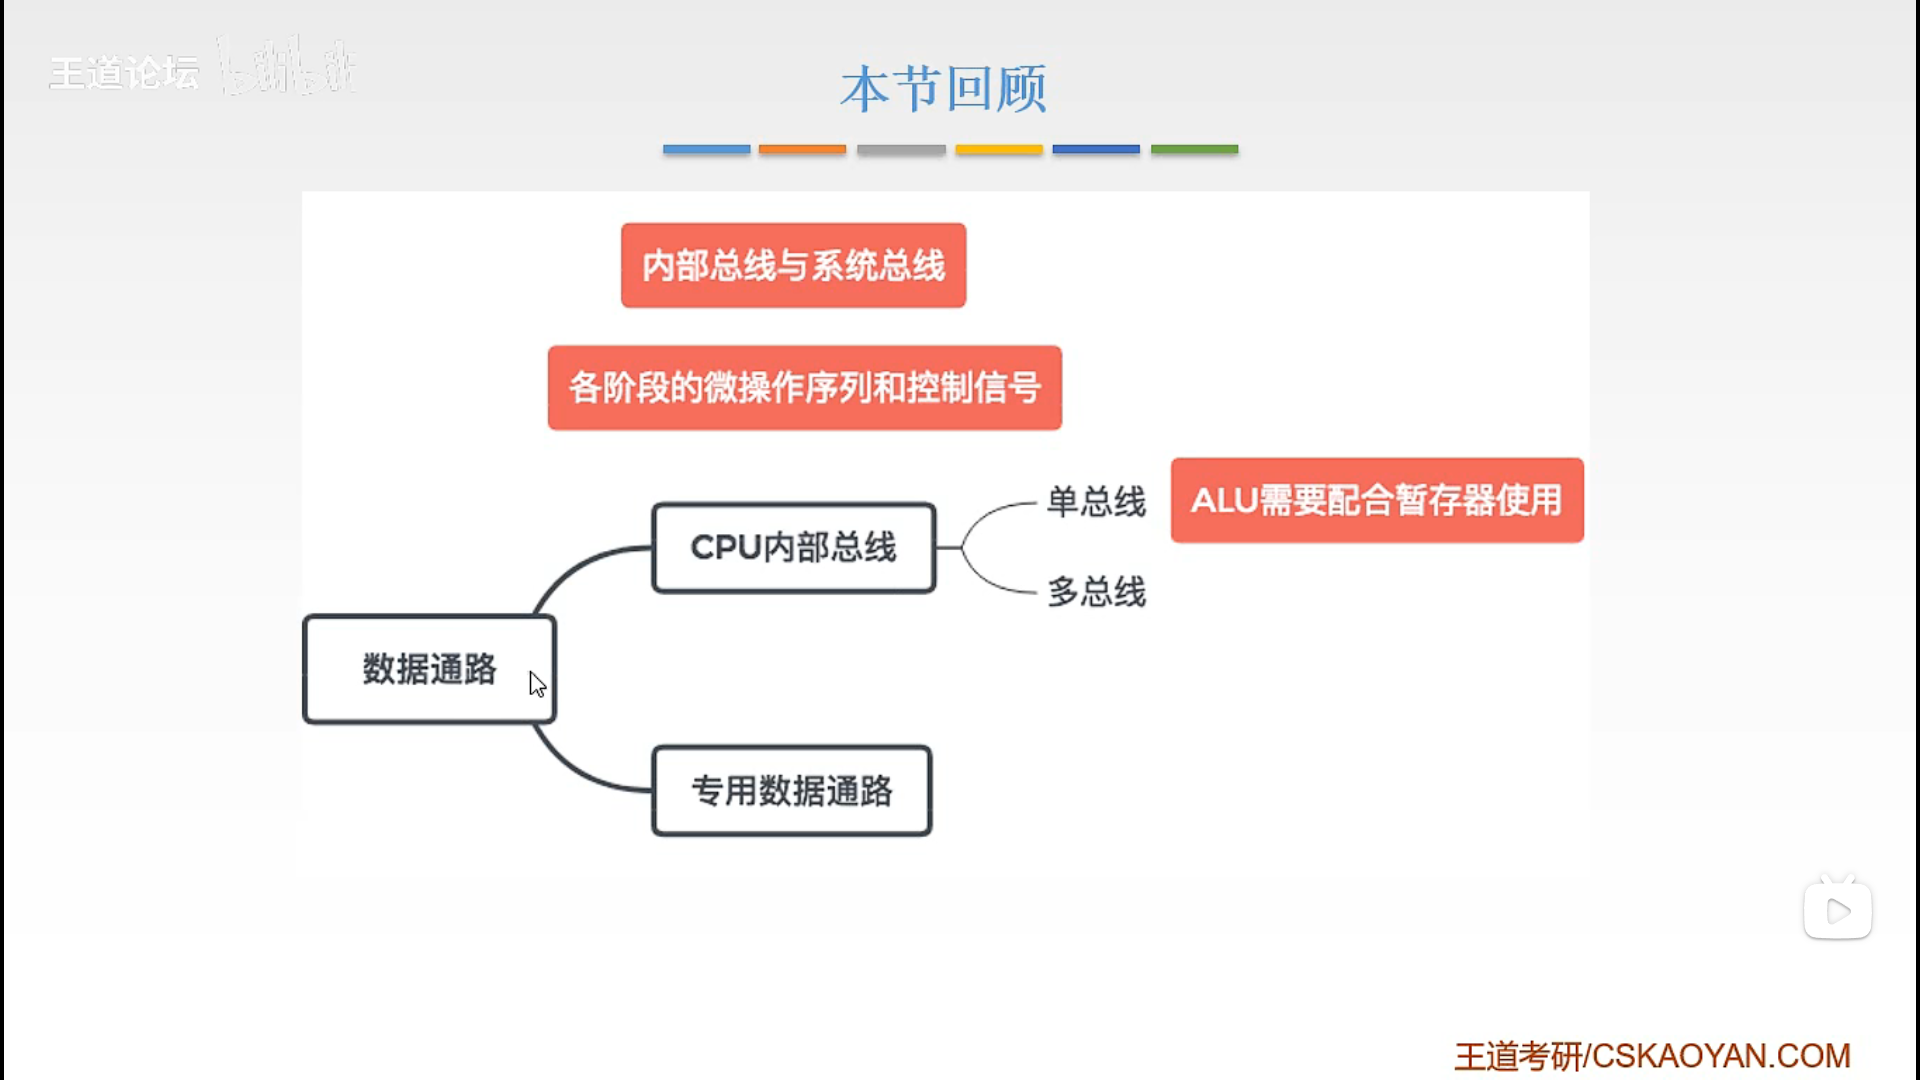 王道论坛 bilibili
本节回顾
内部总线与系统总线
各阶段的微操作序列和控制信号
ALU需要配合暂存器使用
单总线
CPU内部总线
多总线
数据通路
专用数据通路
王道考研/CSKAOYAN.COM